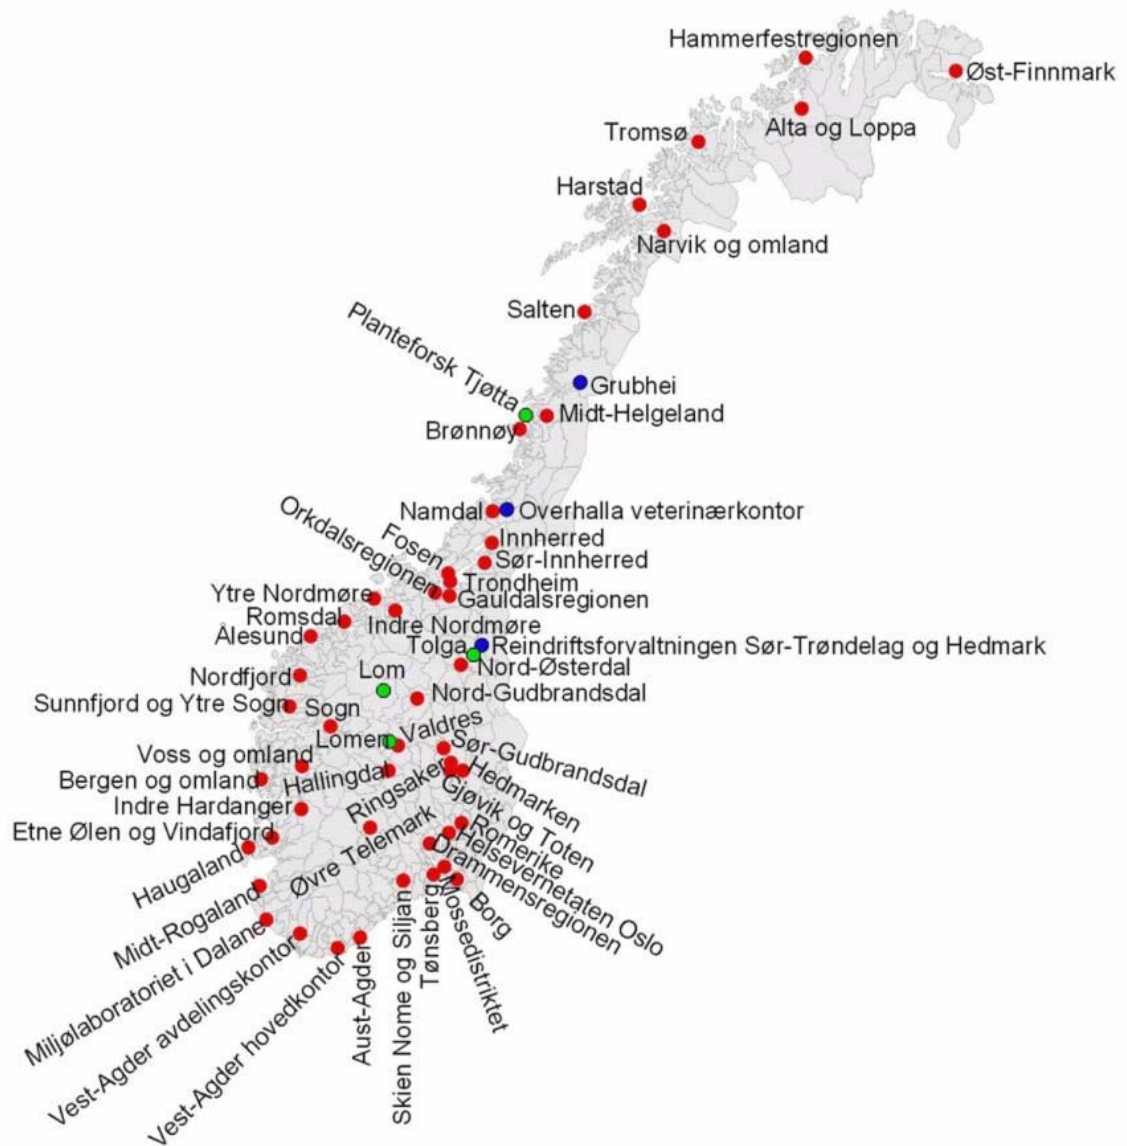 Hammerfestregionen
Øst-Finnmark
Alta og Loppa
Tromsø
Harstad
Narvik og omland
Salten
Planteforsk Tjøtta
Grubhei
Midt-Helgeland
Brønnøy
Namdal
Overhalla veterinærkontor
Orkdalsregionen
Fosen
Innherred
Sør-Innherred
Trondheim
Gauldalsregionen
Ytre Nordmøre
Romsdal
Indre Nordmøre
Ålesund
Tolga
Reindriftsforvaltningen Sør-Trøndelag og Hedmark
Nord-Østerdal
Lom
Nordfjord
Nord-Gudbrandsdal
Sunnfjord og Ytre Sogn
Sogn
Valdres
Lomen
Sør-Gudbrandsdal
Voss og omland
Bergen og omland
Hallingdal
Ringsaker
Hedmarken
Gjøvik og Toten
Indre Hardanger
Etne Ølen og Vindafjord
Haugaland
Øvre Telemark
Romerike
Helsevernetaten Oslo
Drammensregionen
Midt-Rogaland
Miljølaboratoriet i Dalane
Vest-Agder avdelingskontor
Vest-Agder hovedkontor
Aust-Agder
Skien Nome og Siljan
Tønsberg
Mossedistriktet
Borg